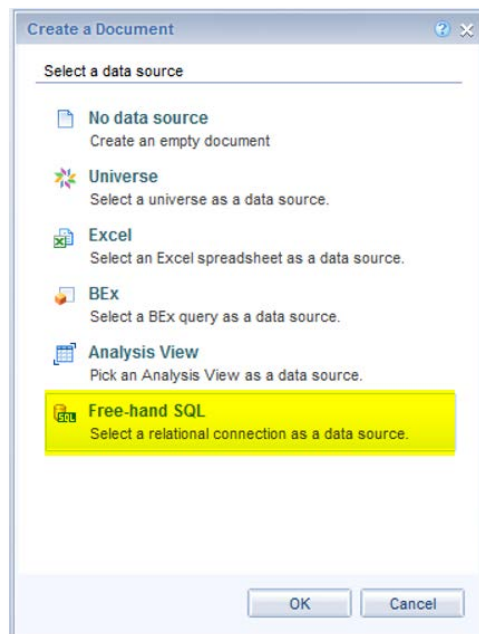 Create a Document
Select a data source
No data source
Create an empty document
Universe
Select a universe as a data source.
Excel
Select an Excel spreadsheet as a data source.
BEx
Select a BEx query as a data source.
Analysis View
Pick an Analysis View as a data source.
SQL
Free-hand SQL
Select a relational connection as a data source.
OK
Cancel